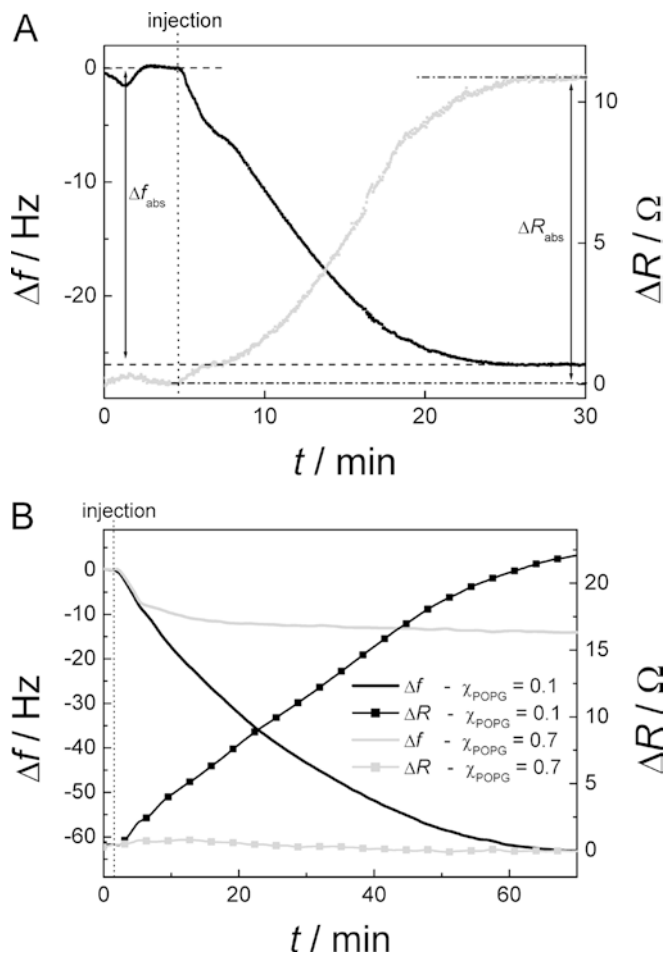 A
injection
0
-10
-20
Δf / Hz
Δf_abs
ΔR_abs
10
5
0
ΔR / Ω
0 10 20 30
t / min
B
injection
0
-10
-20
-30
-40
-50
-60
Δf / Hz
Δf - χ_POPG = 0.1
ΔR - χ_POPG = 0.1
Δf - χ_POPG = 0.7
ΔR - χ_POPG = 0.7
20
15
10
5
0
ΔR / Ω
0 20 40 60
t / min